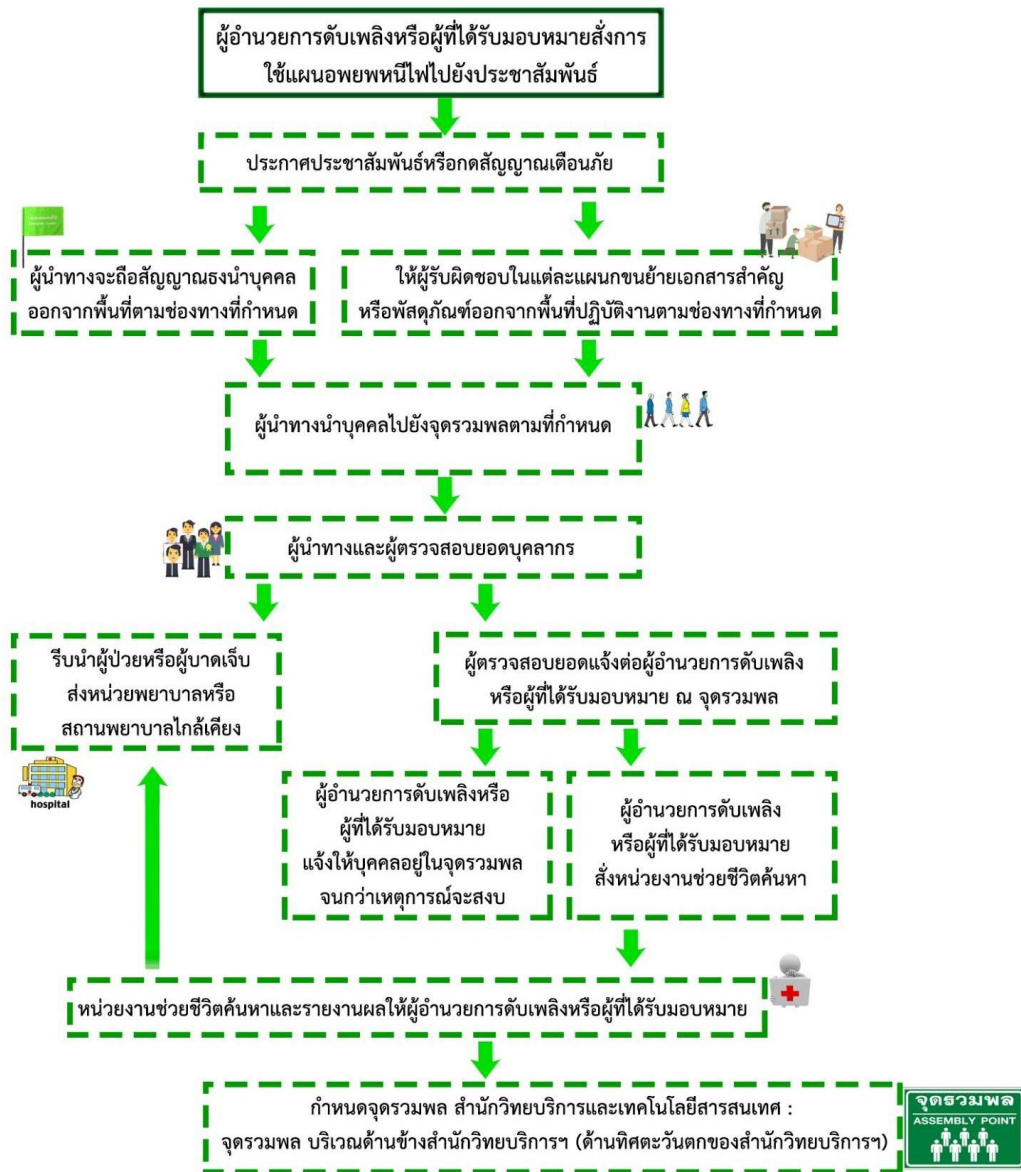 ผู้อำนวยการดับเพลิงหรือผู้ที่ได้รับมอบหมายสั่งการ
ใช้แผนอพยพหนีไฟไปยังประชาสัมพันธ์
ประกาศประชาสัมพันธ์หรือกดสัญญาณเตือนภัย
ผู้นำทางจะถือสัญญาณธงนำบุคคล
ออกจากพื้นที่ตามช่องทางที่กำหนด
ให้ผู้รับผิดชอบในแต่ละแผนกขนย้ายเอกสารสำคัญ
หรือพัสดุภัณฑ์ออกจากพื้นที่ปฏิบัติงานตามช่องทางที่กำหนด
ผู้นำทางนำบุคคลไปยังจุดรวมพลตามที่กำหนด
ผู้นำทางและผู้ตรวจสอบยอดบุคลากร
รีบนำผู้ป่วยหรือผู้บาดเจ็บ
ส่งหน่วยพยาบาลหรือ
สถานพยาบาลใกล้เคียง
hospital
ผู้ตรวจสอบยอดแจ้งต่อผู้อำนวยการดับเพลิง
หรือผู้ที่ได้รับมอบหมาย ณ จุดรวมพล
ผู้อำนวยการดับเพลิงหรือ
ผู้ที่ได้รับมอบหมาย
แจ้งให้บุคคลอยู่ในจุดรวมพล
จนกว่าเหตุการณ์จะสงบ
ผู้อำนวยการดับเพลิง
หรือผู้ที่ได้รับมอบหมาย
สั่งหน่วยงานช่วยชีวิตค้นหา
หน่วยงานช่วยชีวิตค้นหาและรายงานผลให้ผู้อำนวยการดับเพลิงหรือผู้ที่ได้รับมอบหมาย
กำหนดจุดรวมพล สำนักวิทยบริการและเทคโนโลยีสารสนเทศ :
จุดรวมพล บริเวณด้านข้างสำนักวิทยบริการฯ (ด้านทิศตะวันตกของสำนักวิทยบริการฯ)
จุดรวมพล
ASSEMBLY POINT